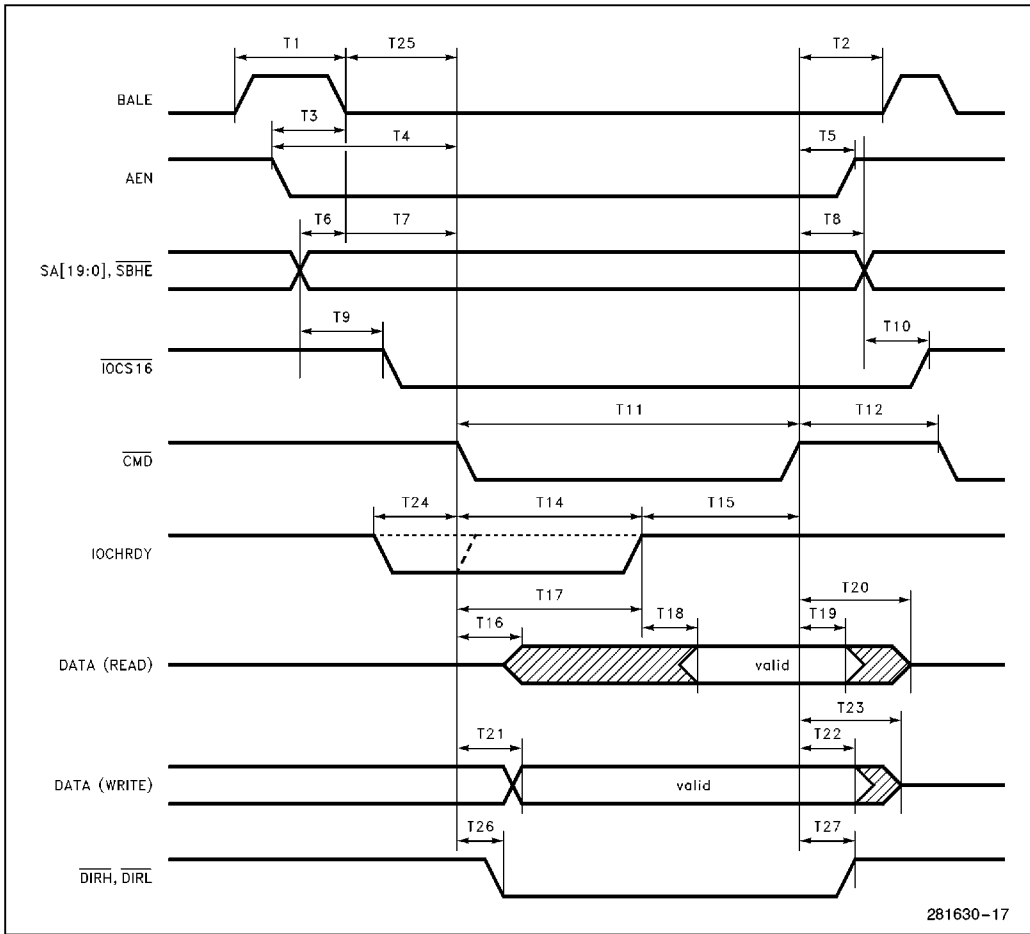 T1 T25 T2
BALE
T3
T4 T5
AEN
T6 T7 T8
SA[19:0], SBHE
T9 T10
IOCS16
T11 T12
CMD
T24 T14 T15
IOCHRDY
T17 T20
T16 T18 T19
DATA (READ) valid
T23
T21 T22
DATA (WRITE) valid
T26 T27
DIRH, DIRL
281630-17